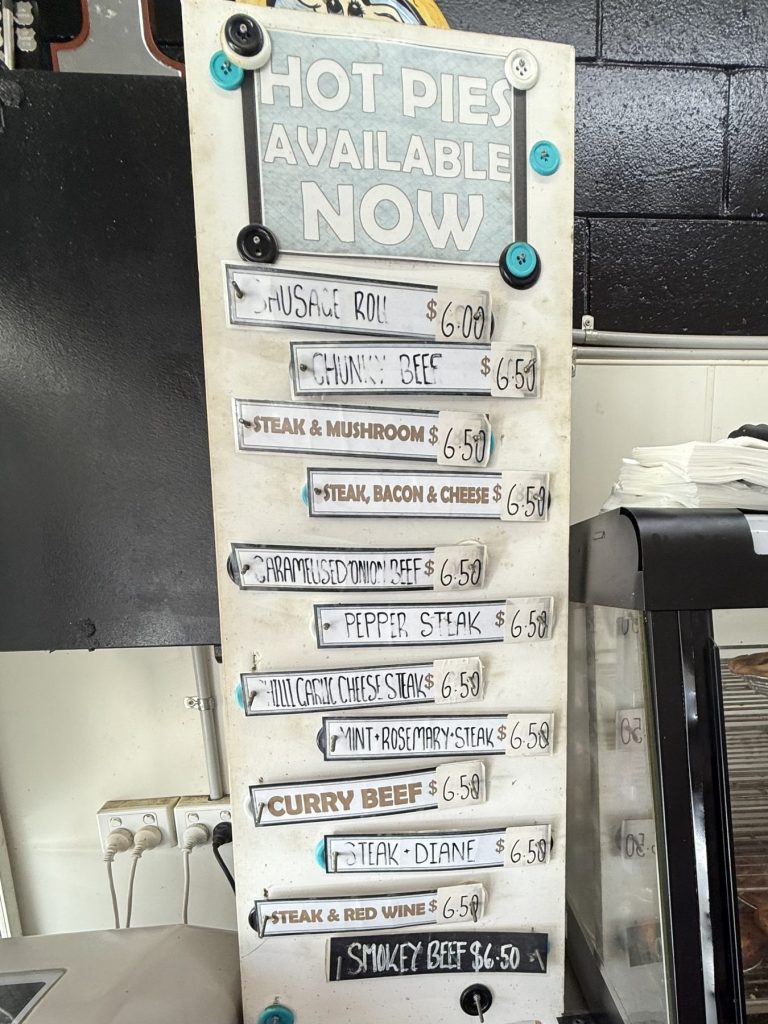 HOT PIES
AVAILABLE
NOW
SAUSAGE ROLL $6.00
CHUNKY BEEF $6.50
STEAK & MUSHROOM $6.50
STEAK, BACON & CHEESE $6.50
CARAMELISED ONION BEEF $6.50
PEPPER STEAK $6.50
CHILLI GARLIC CHEESE STEAK $6.50
MINT + ROSEMARY • STEAK $6.50
CURRY BEEF $6.50
STEAK • DIANE $6.50
STEAK & RED WINE $6.50
SMOKEY BEEF $6.50